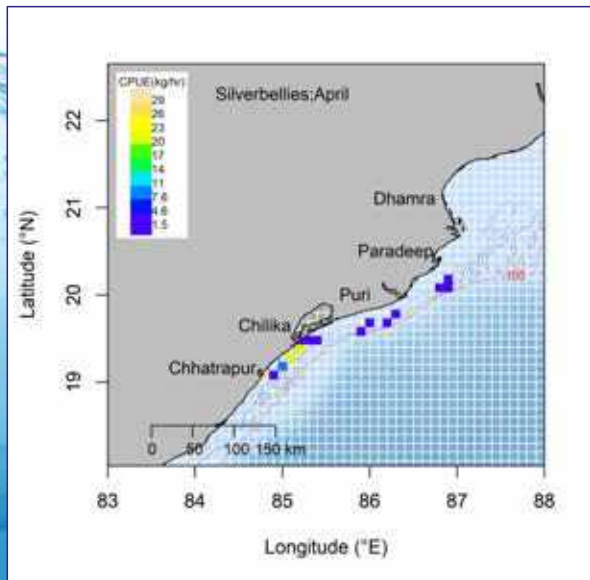 CPUE(kg/hr)
29
26
23
20
17
14
11
7.6
4.6
1.5
Silverbellies;April
Dhamra
Paradeep
Puri
Chilika
Chhatrapur
100
0 50 100 150 km
22
21
20
19
Latitude (°N)
83 84 85 86 87 88
Longitude (°E)